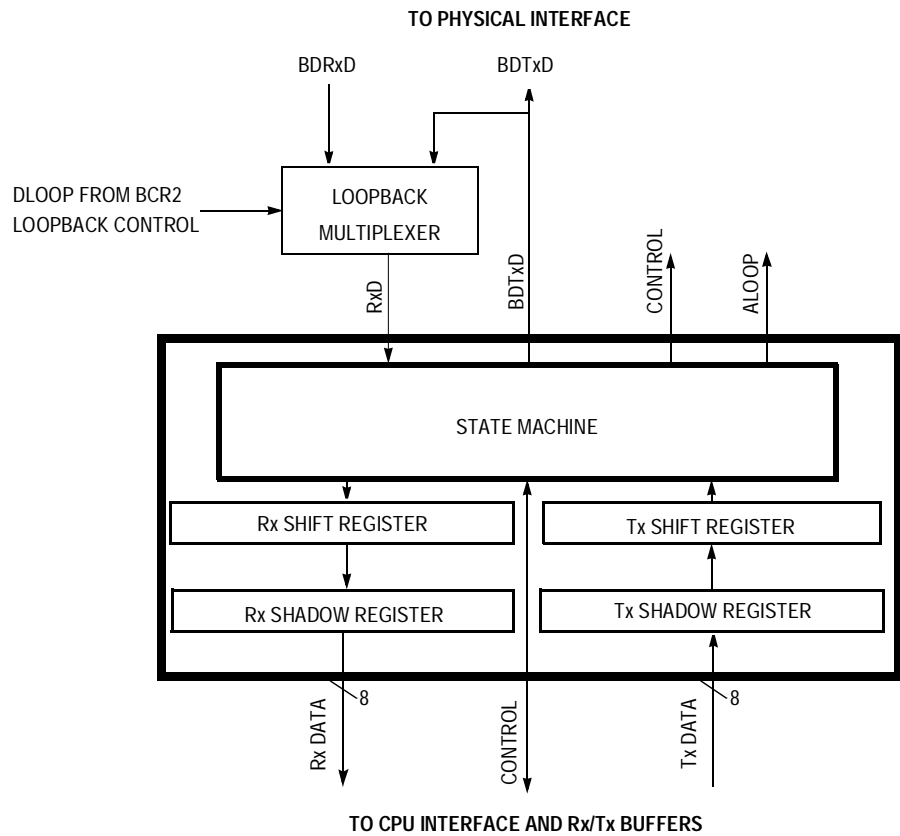 TO PHYSICAL INTERFACE
BDRxD
BDTxD
DLOOP FROM BCR2
LOOPBACK CONTROL
LOOPBACK
MULTIPLEXER
RxD
BDTxD
CONTROL
ALOOP
STATE MACHINE
Rx SHIFT REGISTER
Tx SHIFT REGISTER
Rx SHADOW REGISTER
Tx SHADOW REGISTER
8
8
Rx DATA
CONTROL
Tx DATA
TO CPU INTERFACE AND Rx/Tx BUFFERS